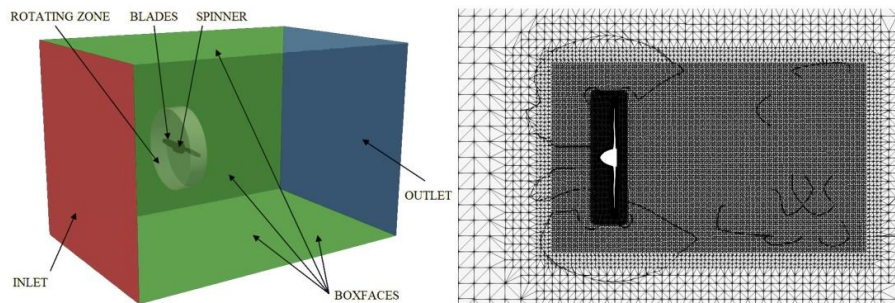 ROTATING ZONE
BLADES
SPINNER
OUTLET
INLET
BOXFACES